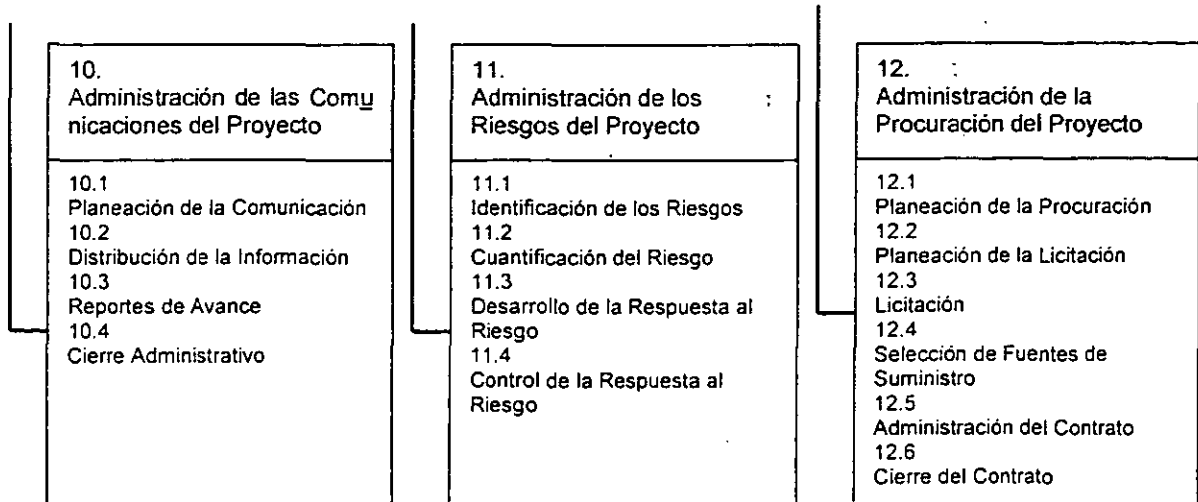 10.
Administración de las Comu
nicaciones del Proyecto
10.1
Planeación de la Comunicación
10.2
Distribución de la Información
10.3
Reportes de Avance
10.4
Cierre Administrativo
11.
Administración de los
Riesgos del Proyecto
11.1
Identificación de los Riesgos
11.2
Cuantificación del Riesgo
11.3
Desarrollo de la Respuesta al
Riesgo
11.4
Control de la Respuesta al
Riesgo
12.
Administración de la
Procuración del Proyecto
12.1
Planeación de la Procuración
12.2
Planeación de la Licitación
12.3
Licitación
12.4
Selección de Fuentes de
Suministro
12.5
Administración del Contrato
12.6
Cierre del Contrato